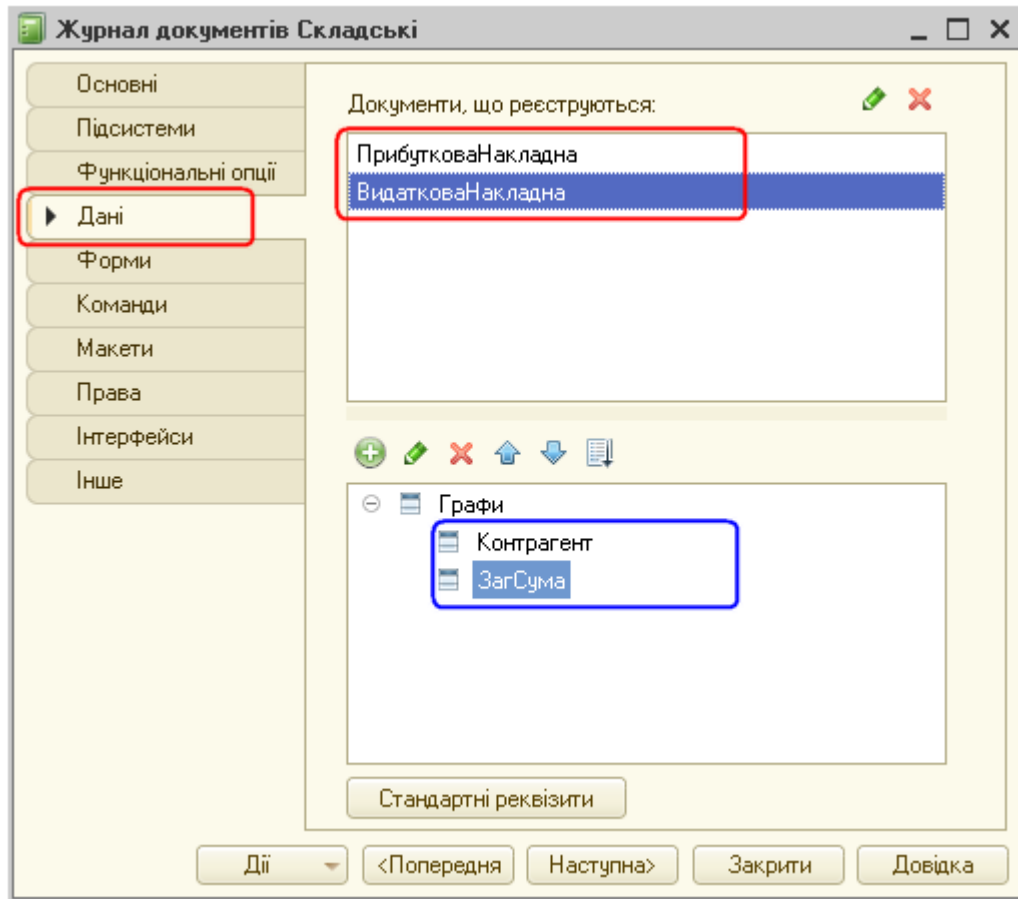 Журнал документів Складські
Основні
Підсистеми
Функціональні опції
Дані
Форми
Команди
Макети
Права
Інтерфейси
Інше
Документи, що реєструються:
ПрибутковаНакладна
ВидатковаНакладна
Графи
Контрагент
ЗагСума
Стандартні реквізити
Дії
<Попередня
Наступна>
Закрити
Довідка